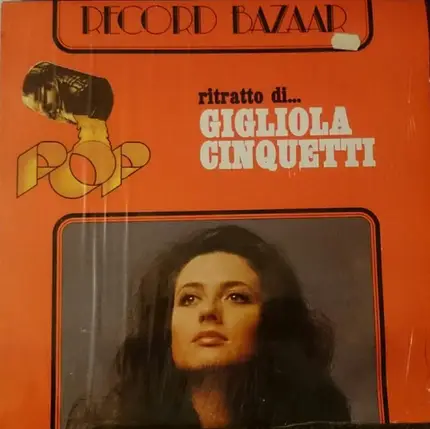 RECORD BAZAAR
ritratto di...
GIGLIOLA
CINQUETTI
POP